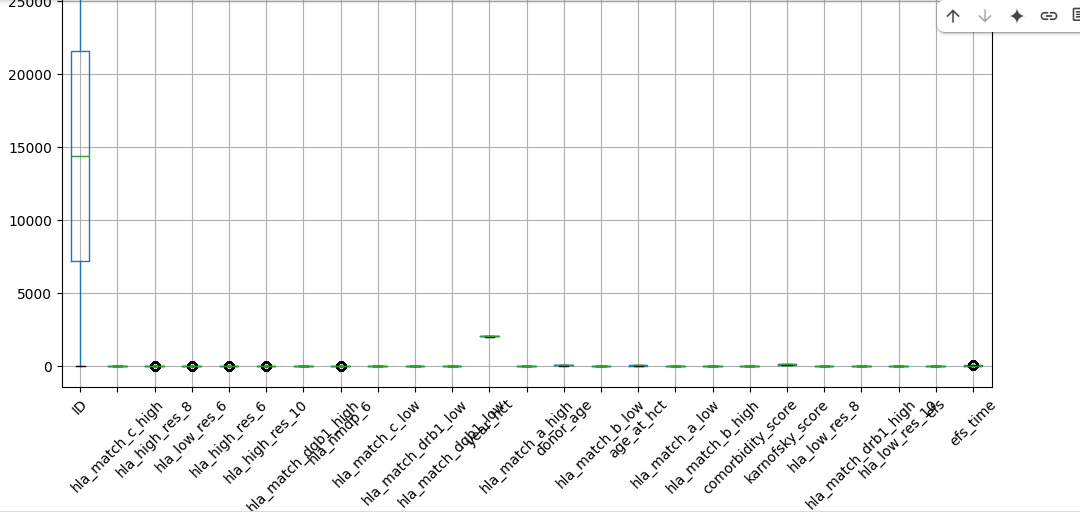 25000
20000
15000
10000
5000
0
ID
hla_match_c_high
hla_high_res_8
hla_low_res_6
hla_high_res_6
hla_high_res_10
hla_match_dqb1_high
hla_nmdp_6
hla_match_c_low
hla_match_drb1_low
hla_match_dqb1_low
year_hct
hla_match_a_high
donor_age
hla_match_b_low
age_at_hct
hla_match_a_low
hla_match_b_high
comorbidity_score
karnofsky_score
hla_low_res_8
hla_match_drb1_high
hla_low_res_10
efs
efs_time